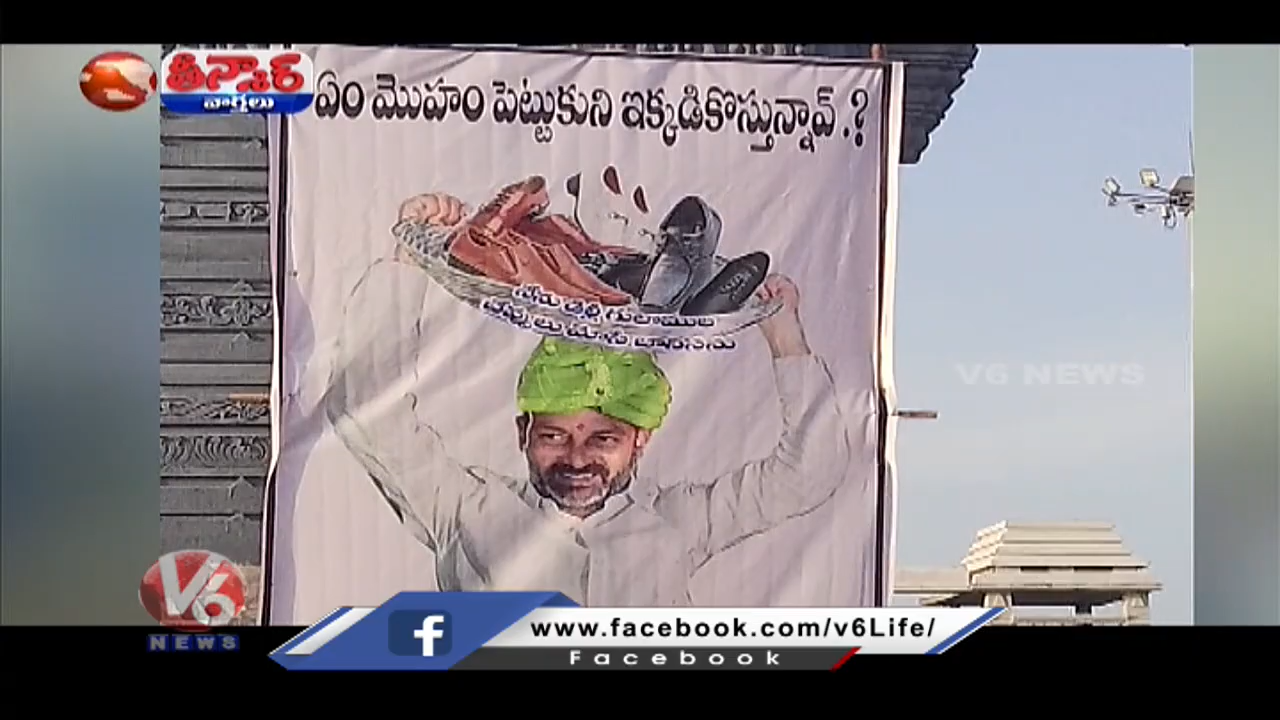 తీన్మార్
వార్తలు
ఏం మొహం పెట్టుకుని ఇక్కడికొస్తున్నావ్.?
గులాములు
V6 NEWS
V6
NEWS
f
www.facebook.com/v6Life/
Facebook